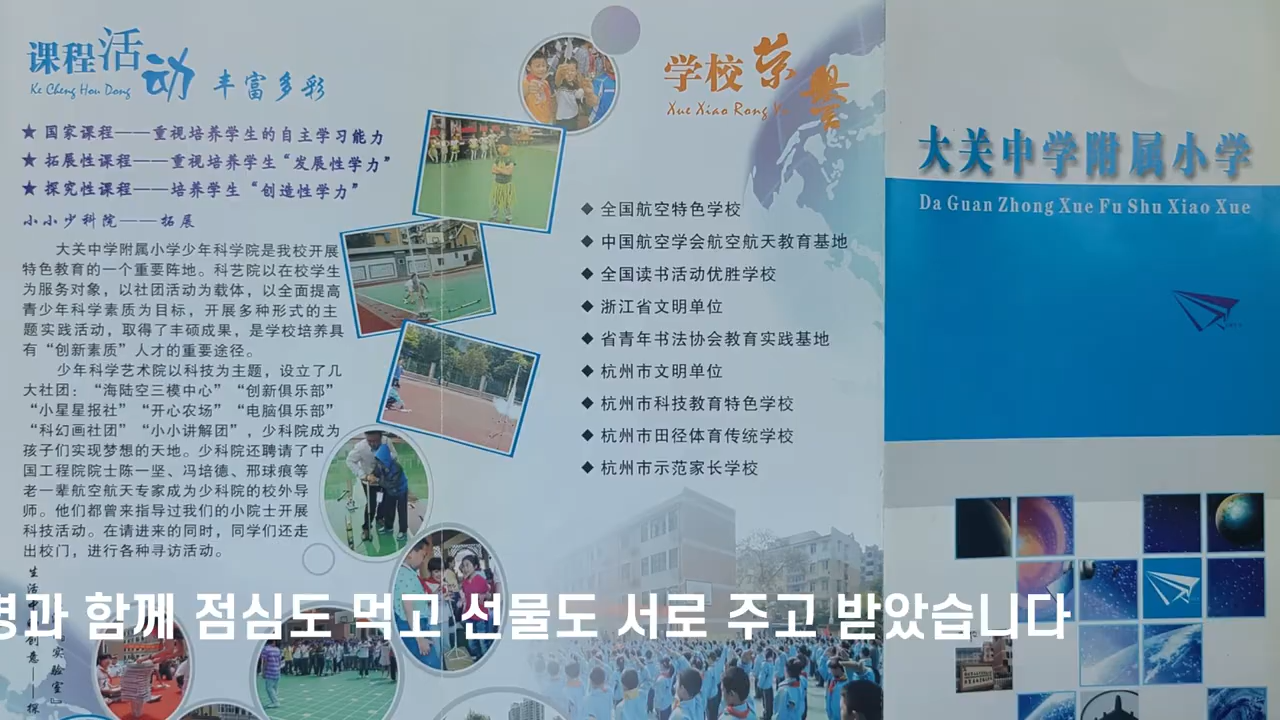 课程活动
Ke Cheng Hou Dong
丰富多彩
★ 国家课程——重视培养学生的自主学习能力
★ 拓展性课程——重视培养学生“发展性学力”
★ 探究性课程——培养学生“创造性学力”
小小少科院——拓展
大关中学附属小学少年科学院是我校开展
特色教育的一个重要阵地。科艺院以在校学生
为服务对象，以社团活动为载体，以全面提高
青少年科学素质为目标，开展多种形式的主
题实践活动，取得了丰硕成果，是学校培养具
有“创新素质”人才的重要途径。
少年科学艺术院以科技为主题，设立了几
大社团：“海陆空三模中心”“创新俱乐部”
“小星星报社”“开心农场”“电脑俱乐部”
“科幻画社团”“小小讲解团”，少科院成为
孩子们实现梦想的天地。少科院还聘请了中
国工程院院士陈一坚、冯培德、邢球痕等
老一辈航空航天专家成为少科院的校外导
师。他们都曾来指导过我们的小院士开展
科技活动。在请进来的同时，同学们还走
出校门，进行各种寻访活动。
学校荣誉
Xue Xiao Rong Yu
◆ 全国航空特色学校
◆ 中国航空学会航空航天教育基地
◆ 全国读书活动优胜学校
◆ 浙江省文明单位
◆ 省青年书法协会教育实践基地
◆ 杭州市文明单位
◆ 杭州市科技教育特色学校
◆ 杭州市田径体育传统学校
◆ 杭州市示范家长学校
大关中学附属小学
Da Guan Zhong Xue Fu Shu Xiao Xue
함께 점심도 먹고 선물도 서로 주고 받았습니다